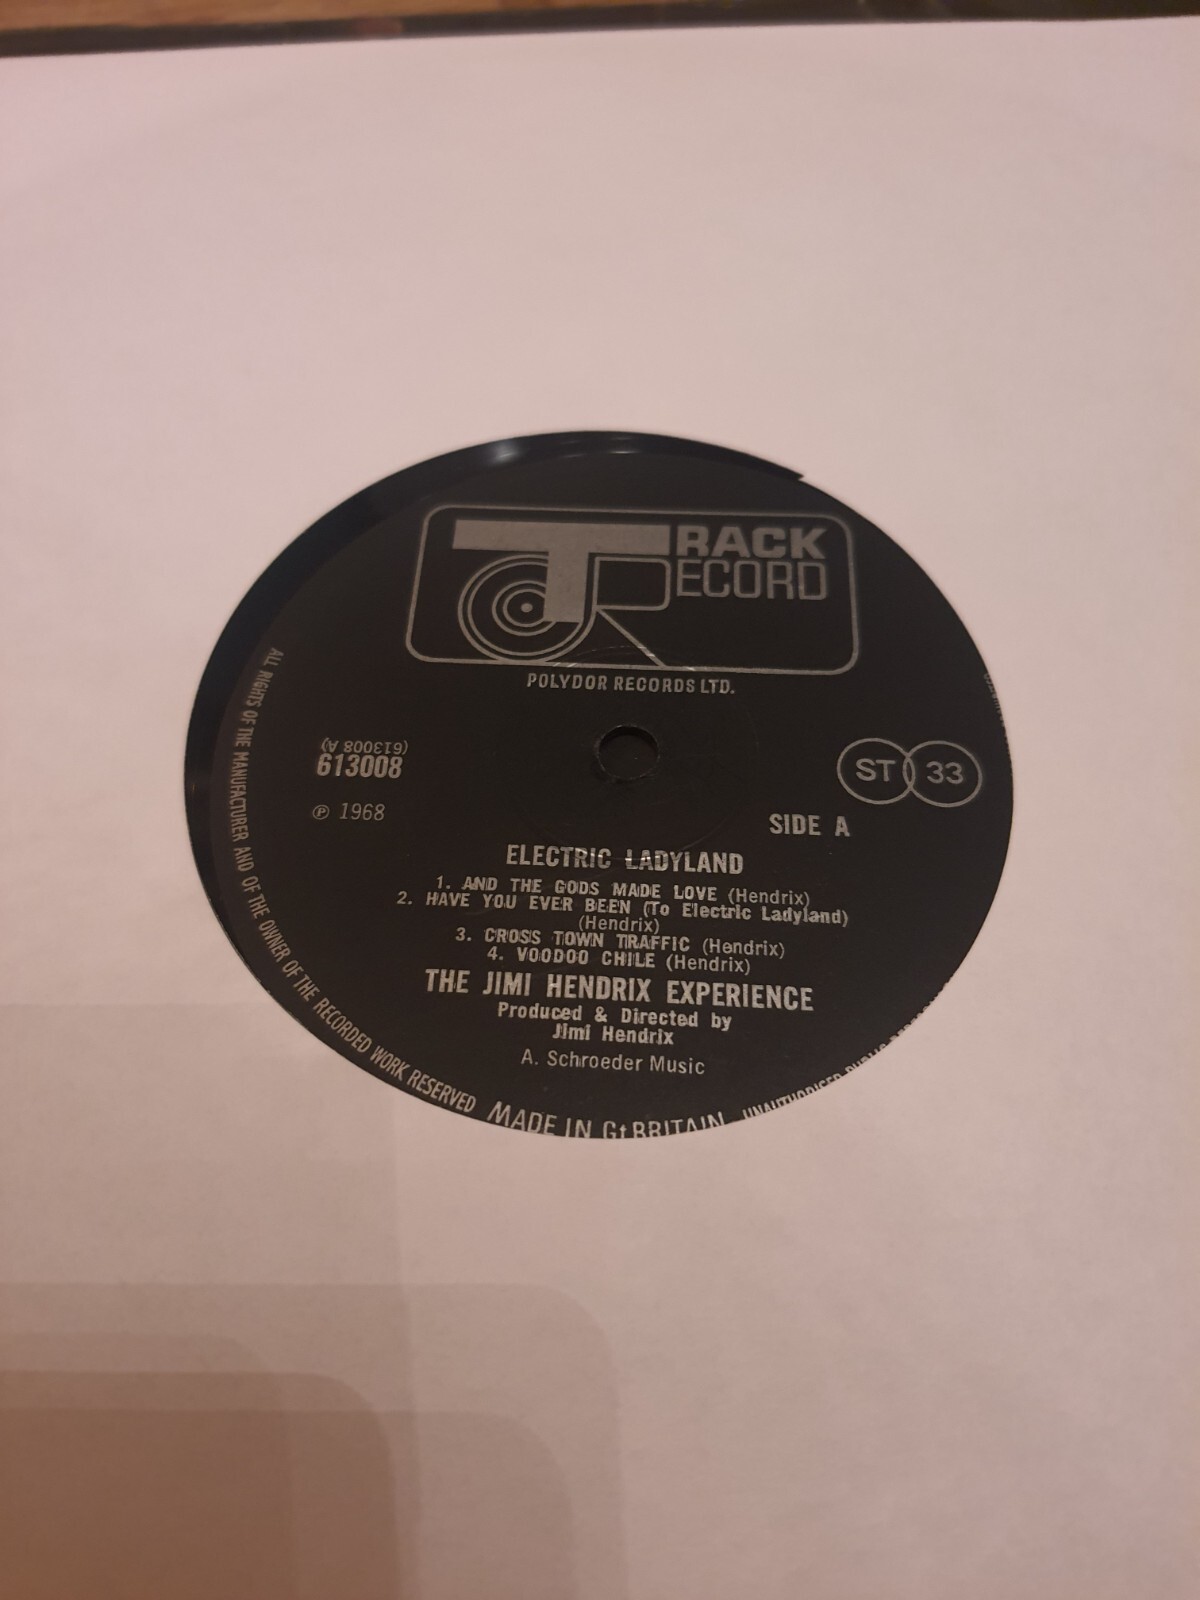 TRACK
RECORD
POLYDOR RECORDS LTD.
(613008 A)
613008
ST 33
℗ 1968
SIDE A
ELECTRIC LADYLAND
1. AND THE GODS MADE LOVE (Hendrix)
2. HAVE YOU EVER BEEN (To Electric Ladyland)
(Hendrix)
3. CROSS TOWN TRAFFIC (Hendrix)
4. VOODOO CHILE (Hendrix)
THE JIMI HENDRIX EXPERIENCE
Produced & Directed by
Jimi Hendrix
A. Schroeder Music
ALL RIGHTS OF THE MANUFACTURER AND OF THE OWNER OF THE RECORDED WORK RESERVED
MADE IN Gt BRITAIN
UNAUTHORISED PUBLIC